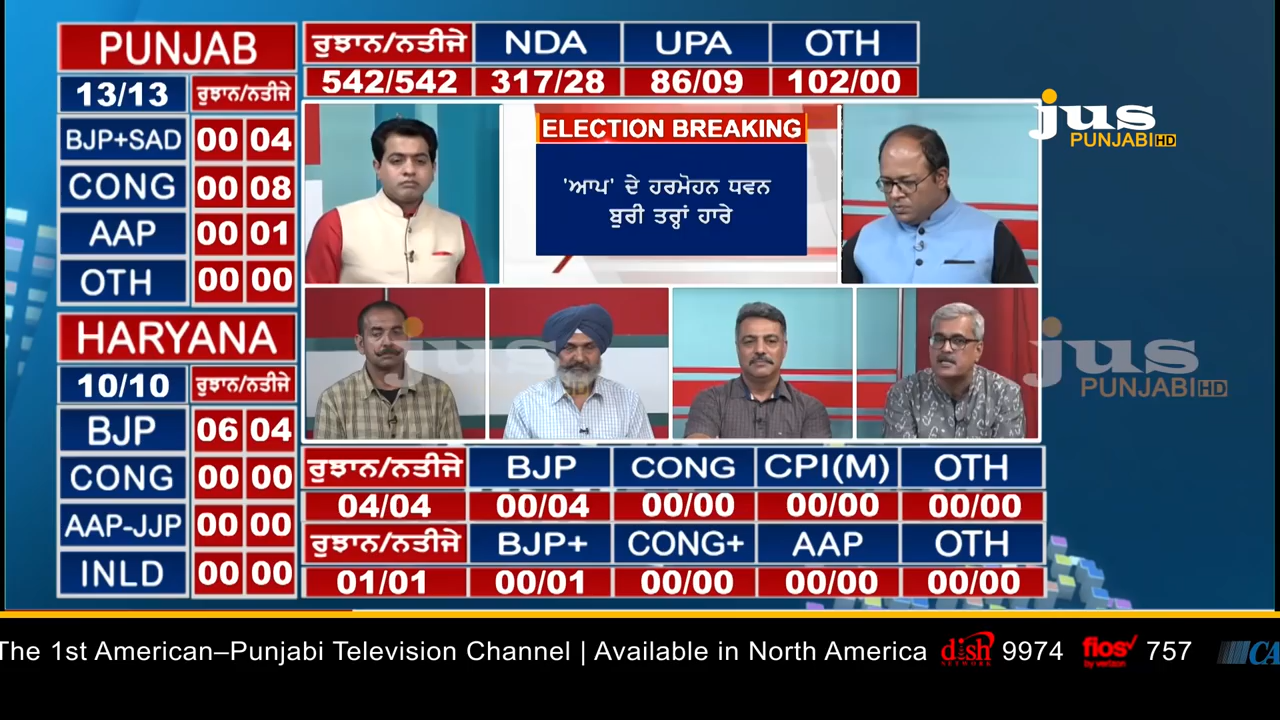 PUNJAB
13/13 ਰੁਝਾਨ/ਨਤੀਜੇ
BJP+SAD 00 04
CONG 00 08
AAP 00 01
OTH 00 00
HARYANA
10/10 ਰੁਝਾਨ/ਨਤੀਜੇ
BJP 06 04
CONG 00 00
AAP-JJP 00 00
INLD 00 00
ਰੁਝਾਨ/ਨਤੀਜੇ NDA UPA OTH
542/542 317/28 86/09 102/00
ELECTION BREAKING
'ਆਪ' ਦੇ ਹਰਮੋਹਨ ਧਵਨ
ਬੁਰੀ ਤਰ੍ਹਾਂ ਹਾਰੇ
jus
PUNJABI HD
jus
jus
PUNJABI HD
ਰੁਝਾਨ/ਨਤੀਜੇ BJP CONG CPI(M) OTH
04/04 00/04 00/00 00/00 00/00
ਰੁਝਾਨ/ਨਤੀਜੇ BJP+ CONG+ AAP OTH
01/01 00/01 00/00 00/00 00/00
The 1st American–Punjabi Television Channel | Available in North America dish NETWORK 9974 fios by verizon 757 CA